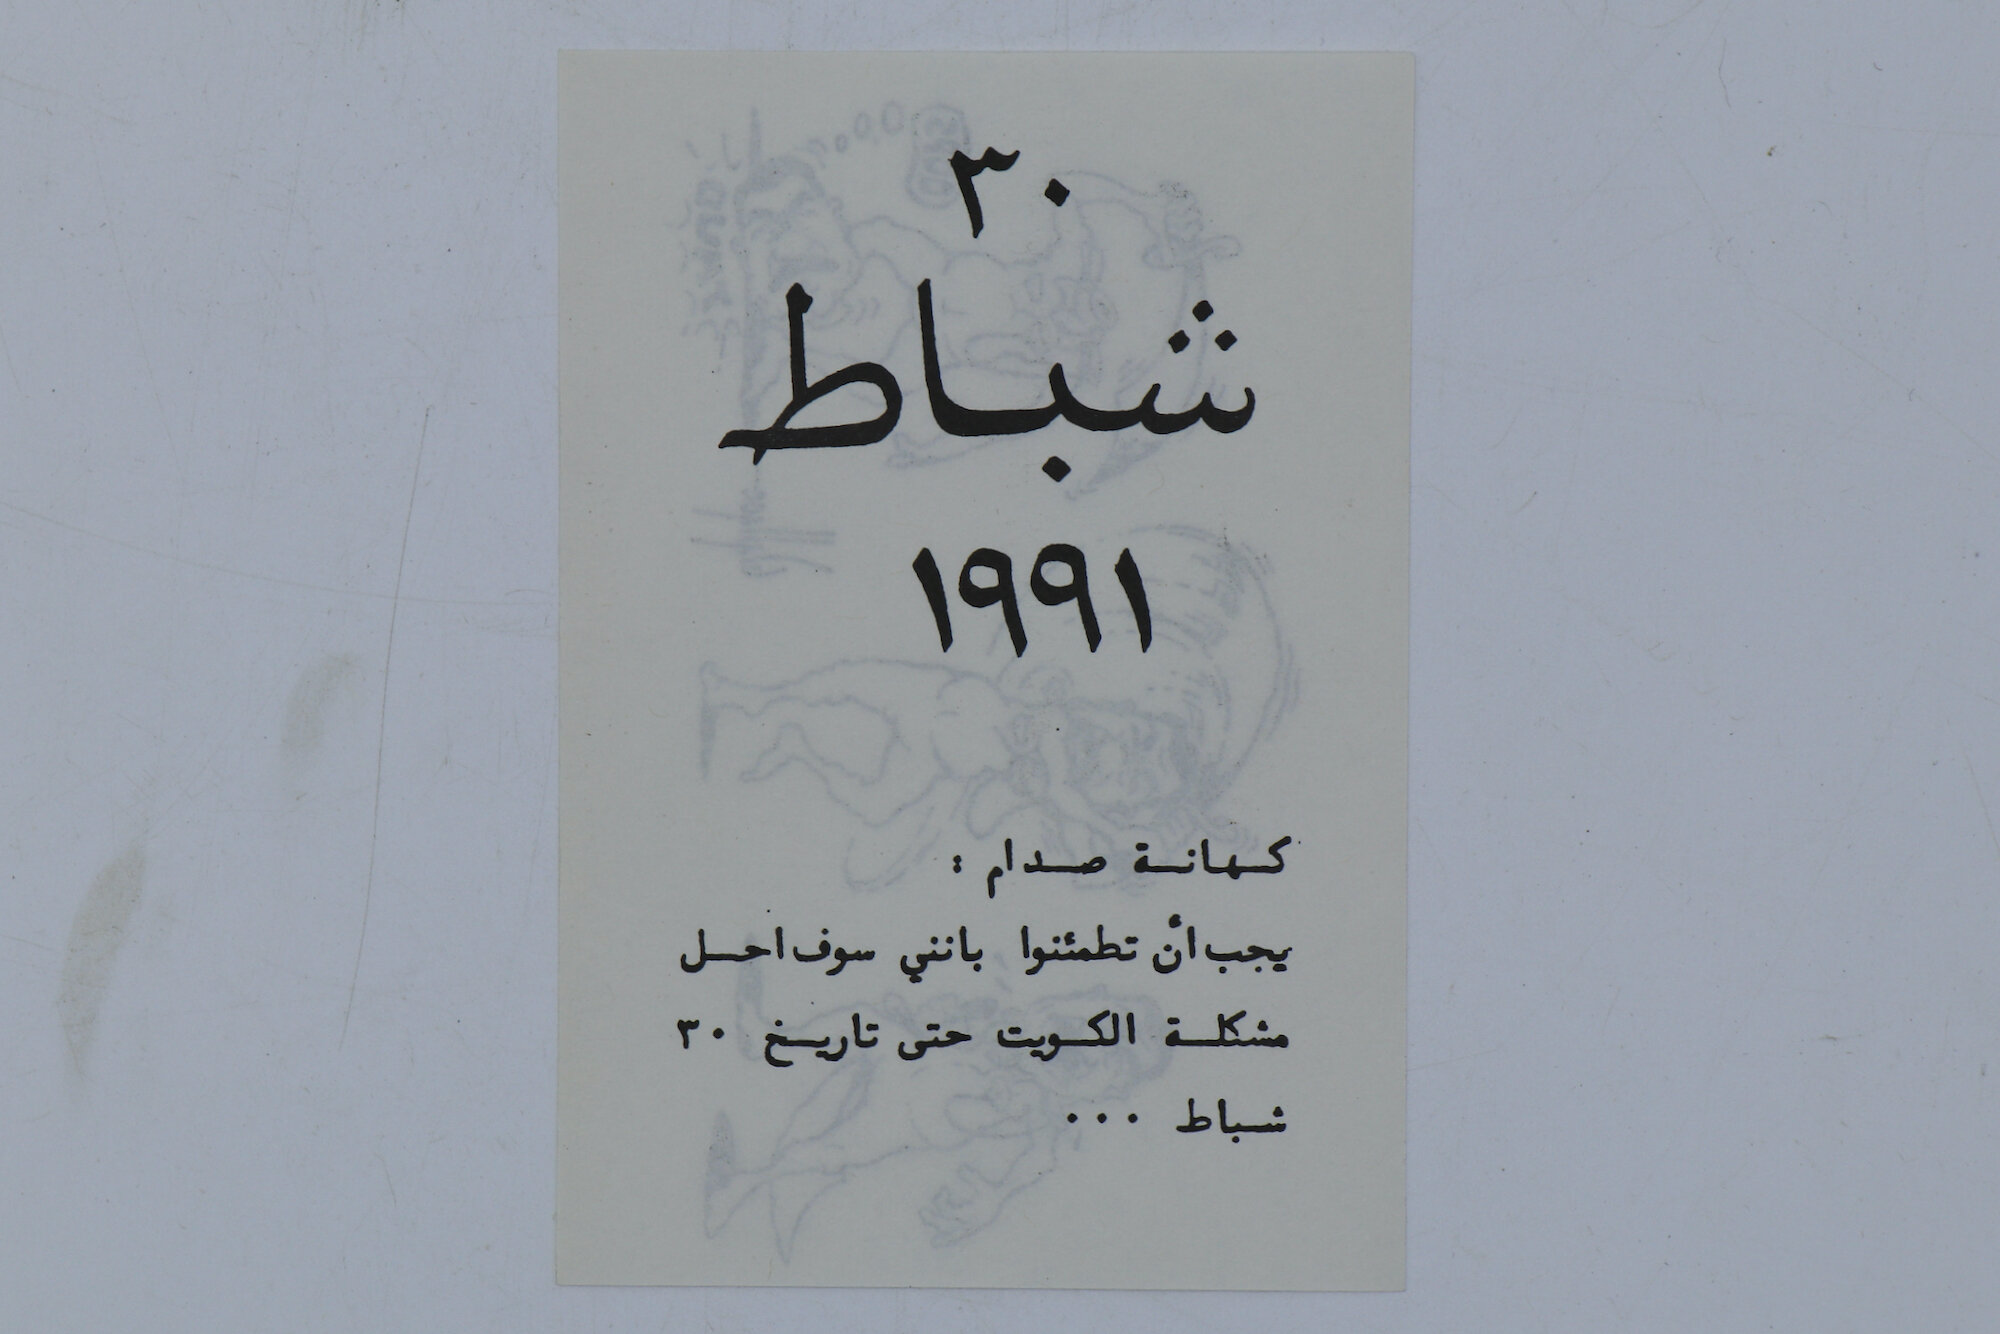 ٣٠
شباط
١٩٩١
كهانة صدام :
يجب أن تطمئنوا بانني سوف احل
مشكلة الكويت حتى تاريخ ٣٠
شباط ...